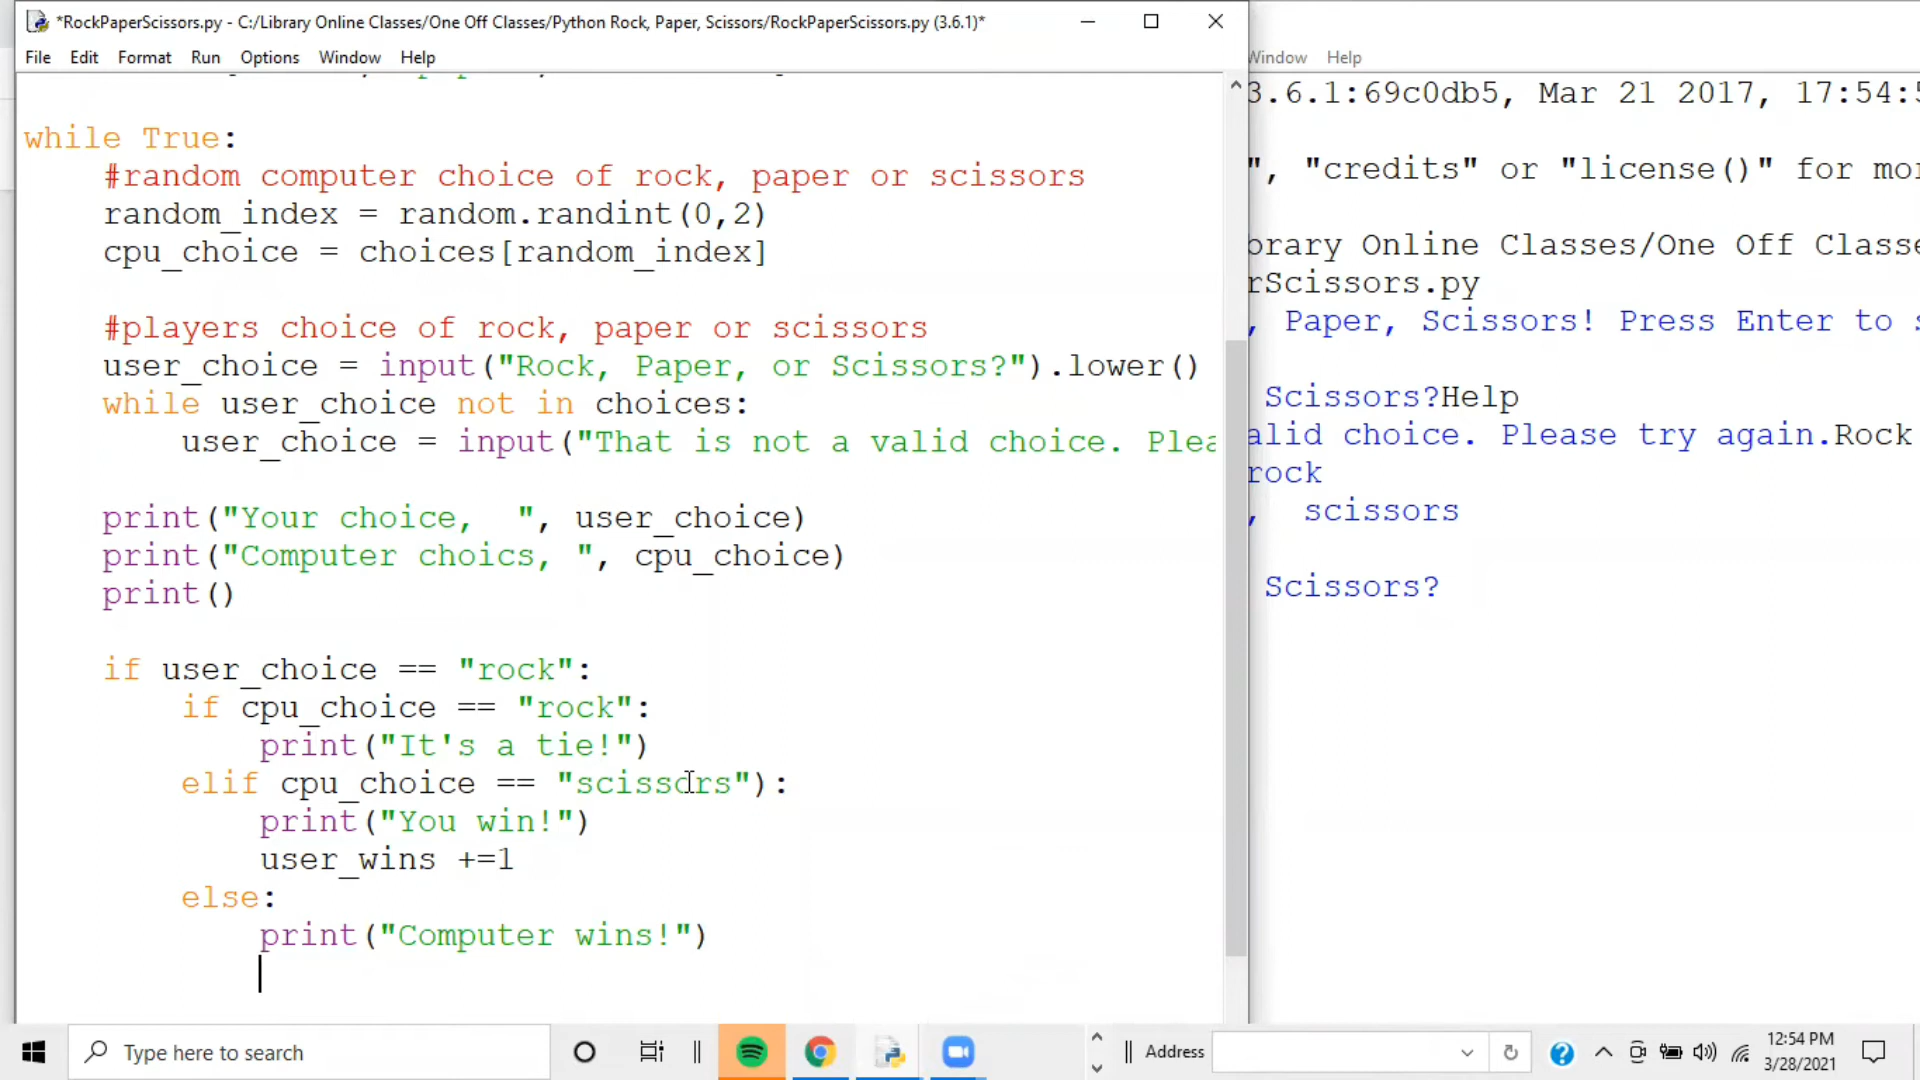 *RockPaperScissors.py - C:/Library Online Classes/One Off Classes/Python Rock, Paper, Scissors/RockPaperScissors.py (3.6.1)*
File Edit Format Run Options Window Help
while True:
#random computer choice of rock, paper or scissors
random_index = random.randint(0,2)
cpu_choice = choices[random_index]
#players choice of rock, paper or scissors
user_choice = input("Rock, Paper, or Scissors?").lower()
while user_choice not in choices:
user_choice = input("That is not a valid choice. Plea
print("Your choice,  ", user_choice)
print("Computer choics, ", cpu_choice)
print()
if user_choice == "rock":
if cpu_choice == "rock":
print("It's a tie!")
elif cpu_choice == "scissors"):
print("You win!")
user_wins +=1
else:
print("Computer wins!")
Window Help
3.6.1:69c0db5, Mar 21 2017, 17:54:5
", "credits" or "license()" for mor
brary Online Classes/One Off Classe
rScissors.py
, Paper, Scissors! Press Enter to s
Scissors?Help
alid choice. Please try again.Rock
rock
,  scissors
Scissors?
Type here to search
Address
12:54 PM
3/28/2021